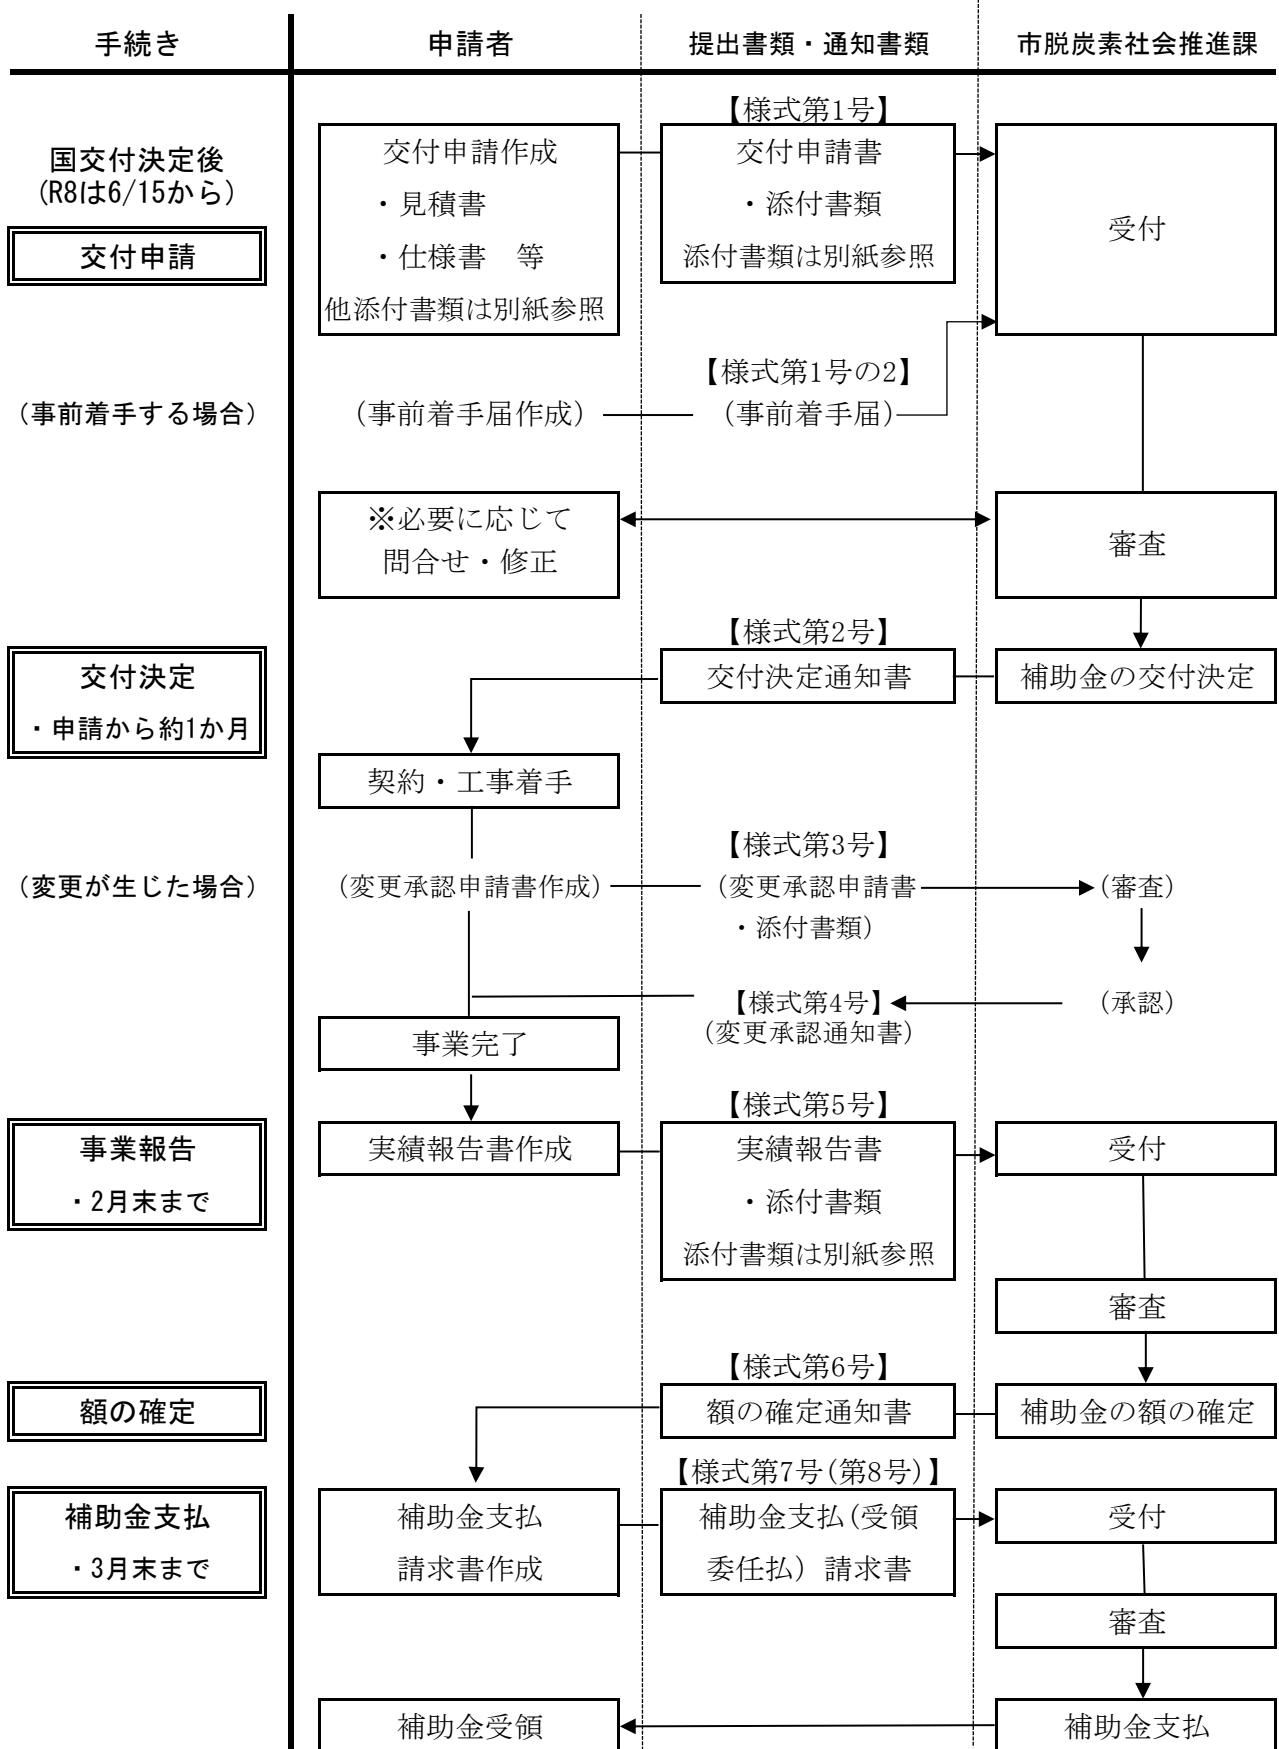 手続き
申請者
提出書類・通知書類
市脱炭素社会推進課
国交付決定後
(R8は6/15から)
交付申請
交付申請作成
・見積書
・仕様書　等
他添付書類は別紙参照
【様式第1号】
交付申請書
・添付書類
添付書類は別紙参照
受付
(事前着手する場合)
(事前着手届作成)
【様式第1号の2】
(事前着手届)
※必要に応じて
問合せ・修正
審査
交付決定
・申請から約1か月
【様式第2号】
交付決定通知書
補助金の交付決定
契約・工事着手
(変更が生じた場合)
(変更承認申請書作成)
【様式第3号】
(変更承認申請書
・添付書類)
(審査)
【様式第4号】
(変更承認通知書)
(承認)
事業完了
事業報告
・2月末まで
実績報告書作成
【様式第5号】
実績報告書
・添付書類
添付書類は別紙参照
受付
審査
額の確定
【様式第6号】
額の確定通知書
補助金の額の確定
補助金支払
・3月末まで
補助金支払
請求書作成
【様式第7号(第8号)】
補助金支払(受領
委任払) 請求書
受付
審査
補助金受領
補助金支払